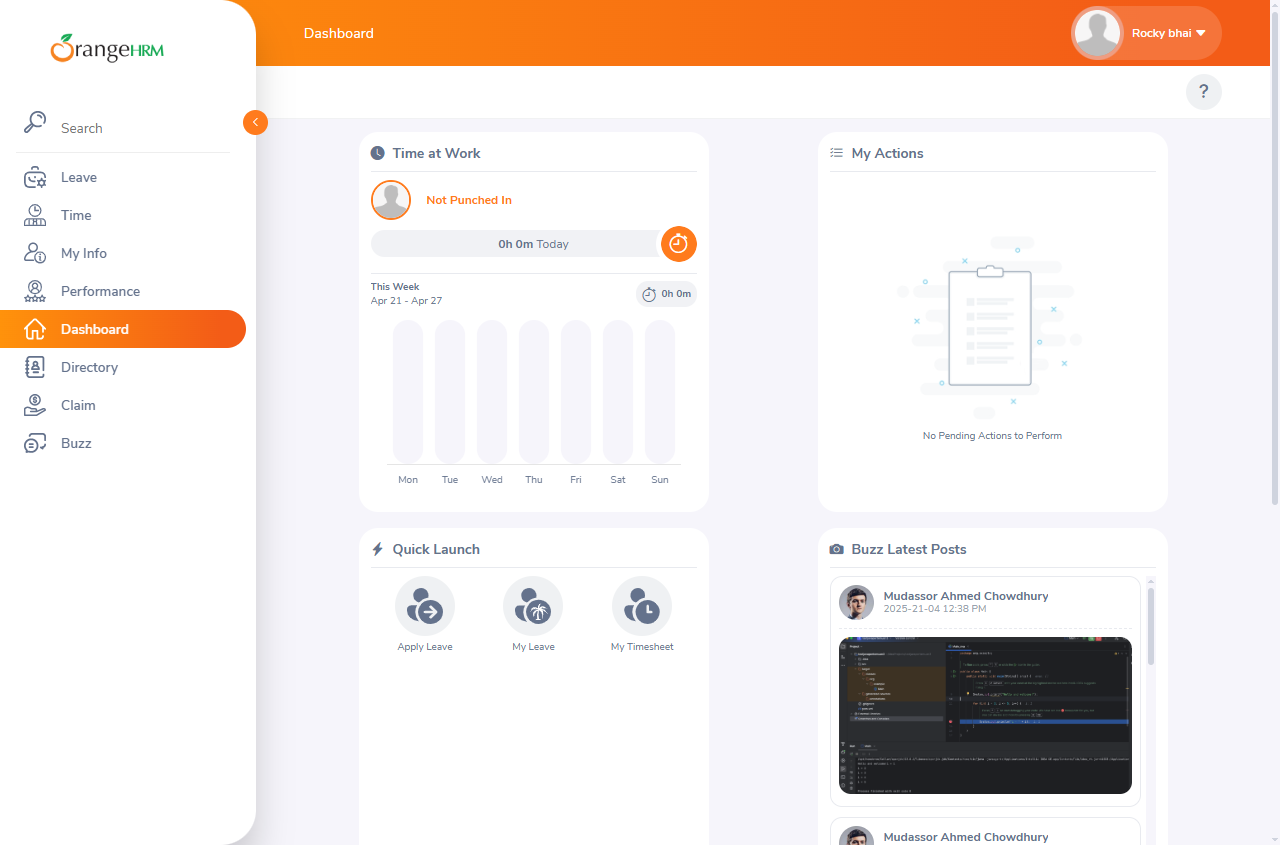 OrangeHRM
Dashboard
Rocky bhai
?
Search
Leave
Time
My Info
Performance
Dashboard
Directory
Claim
Buzz
Time at Work
Not Punched In
0h 0m Today
This Week
Apr 21 - Apr 27
0h 0m
Mon Tue Wed Thu Fri Sat Sun
My Actions
No Pending Actions to Perform
Quick Launch
Apply Leave
My Leave
My Timesheet
Buzz Latest Posts
Mudassor Ahmed Chowdhury
2025-21-04 12:38 PM
Mudassor Ahmed Chowdhury